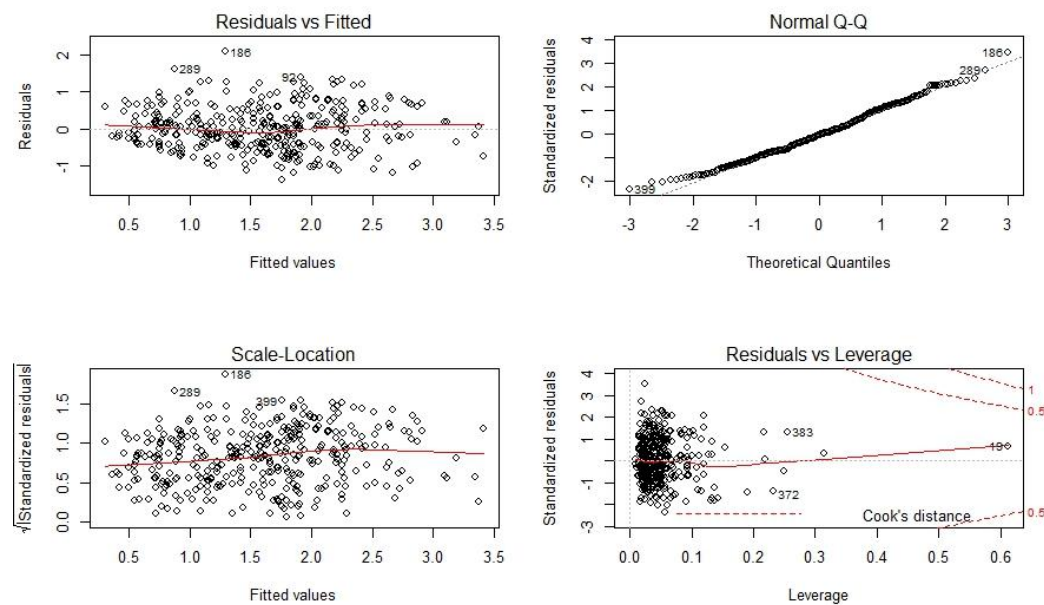 Residuals vs Fitted
Residuals
2
1
0
-1
186
289
92
0.5 1.0 1.5 2.0 2.5 3.0 3.5
Fitted values
Normal Q-Q
Standardized residuals
4
3
2
1
0
-2
186
289
399
-3 -2 -1 0 1 2 3
Theoretical Quantiles
Scale-Location
√|Standardized residuals|
1.5
1.0
0.5
0.0
186
289
399
0.5 1.0 1.5 2.0 2.5 3.0 3.5
Fitted values
Residuals vs Leverage
Standardized residuals
4
3
2
1
0
-1
-3
383
372
19
1
0.5
0.5
Cook's distance
0.0 0.1 0.2 0.3 0.4 0.5 0.6
Leverage